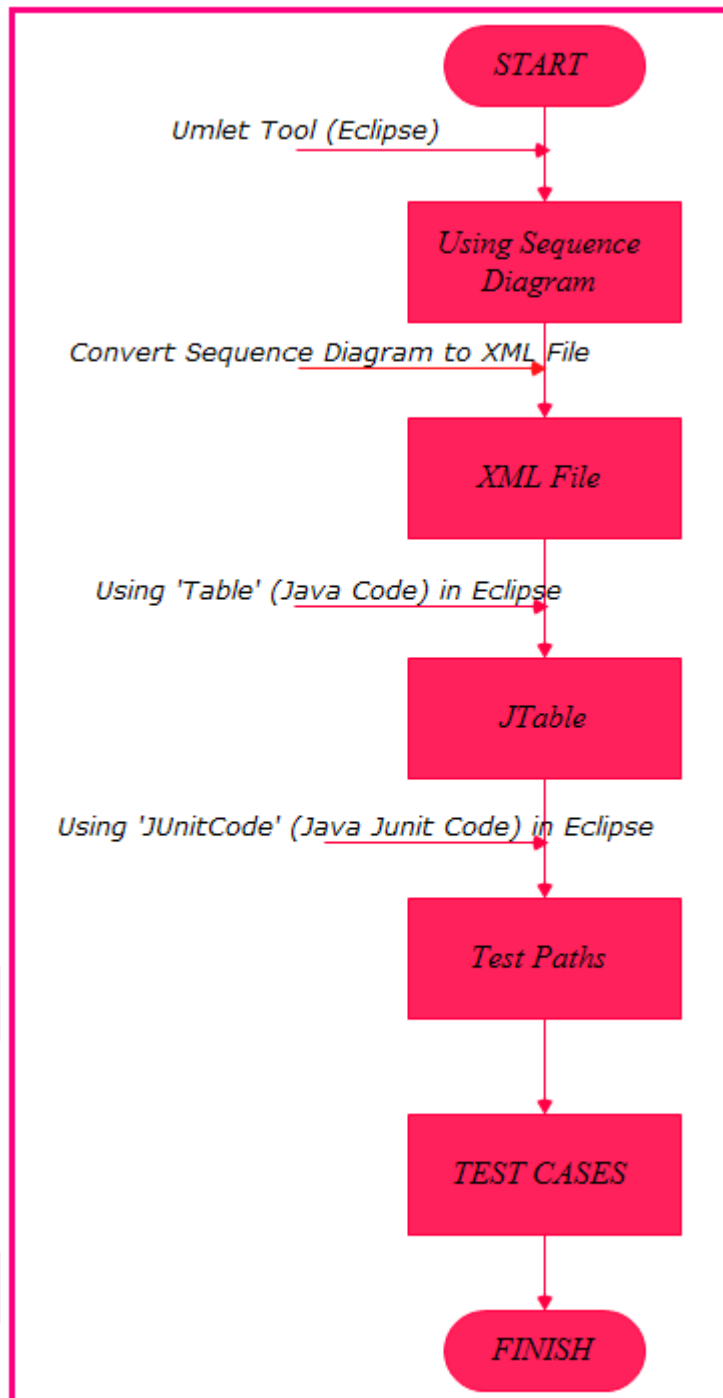 START
Umlet Tool (Eclipse)
Using Sequence
Diagram
Convert Sequence Diagram to XML File
XML File
Using 'Table' (Java Code) in Eclipse
JTable
Using 'JUnitCode' (Java Junit Code) in Eclipse
Test Paths
TEST CASES
FINISH